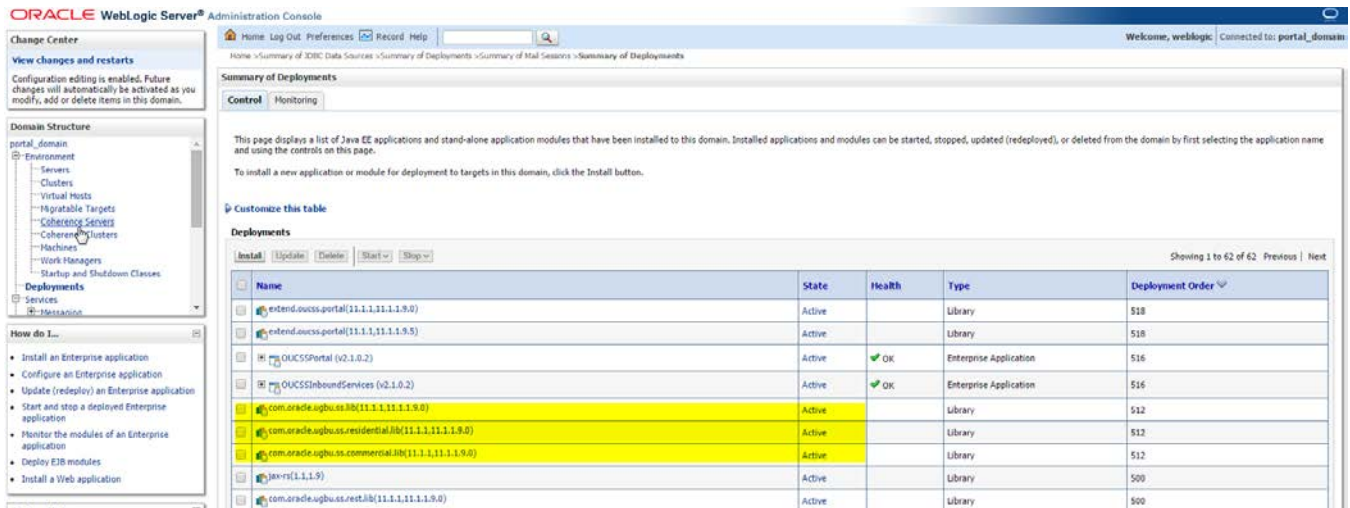 ORACLE WebLogic Server® Administration Console
Change Center
View changes and restarts
Configuration editing is enabled. Future
changes will automatically be activated as you
modify, add or delete items in this domain.
Domain Structure
portal_domain
Environment
Servers
Clusters
Virtual Hosts
Migratable Targets
Coherence Servers
Coherence Clusters
Machines
Work Managers
Startup and Shutdown Classes
Deployments
Services
Messaging
How do I...
Install an Enterprise application
Configure an Enterprise application
Update (redeploy) an Enterprise application
Start and stop a deployed Enterprise
application
Monitor the modules of an Enterprise
application
Deploy EJB modules
Install a Web application
Home Log Out Preferences Record Help
Welcome, weblogic Connected to: portal_domain
Home >Summary of JDBC Data Sources >Summary of Deployments >Summary of Mail Sessions >Summary of Deployments
Summary of Deployments
Control Monitoring
This page displays a list of Java EE applications and stand-alone application modules that have been installed to this domain. Installed applications and modules can be started, stopped, updated (redeployed), or deleted from the domain by first selecting the application name
and using the controls on this page.
To install a new application or module for deployment to targets in this domain, click the Install button.
Customize this table
Deployments
Install Update Delete Start Stop
Showing 1 to 62 of 62 Previous | Next
Name State Health Type Deployment Order
extend.oucss.portal(11.1.1,11.1.1.9.0) Active Library 518
extend.oucss.portal(11.1.1,11.1.1.9.5) Active Library 518
OUCSSPortal (v2.1.0.2) Active OK Enterprise Application 516
OUCSSInboundServices (v2.1.0.2) Active OK Enterprise Application 516
com.oracle.ugbu.ss.lib(11.1.1,11.1.1.9.0) Active Library 512
com.oracle.ugbu.ss.residential.lib(11.1.1,11.1.1.9.0) Active Library 512
com.oracle.ugbu.ss.commercial.lib(11.1.1,11.1.1.9.0) Active Library 512
jax-rs(1.1,1.9) Active Library 500
com.oracle.ugbu.ss.rest.lib(11.1.1,11.1.1.9.0) Active Library 500